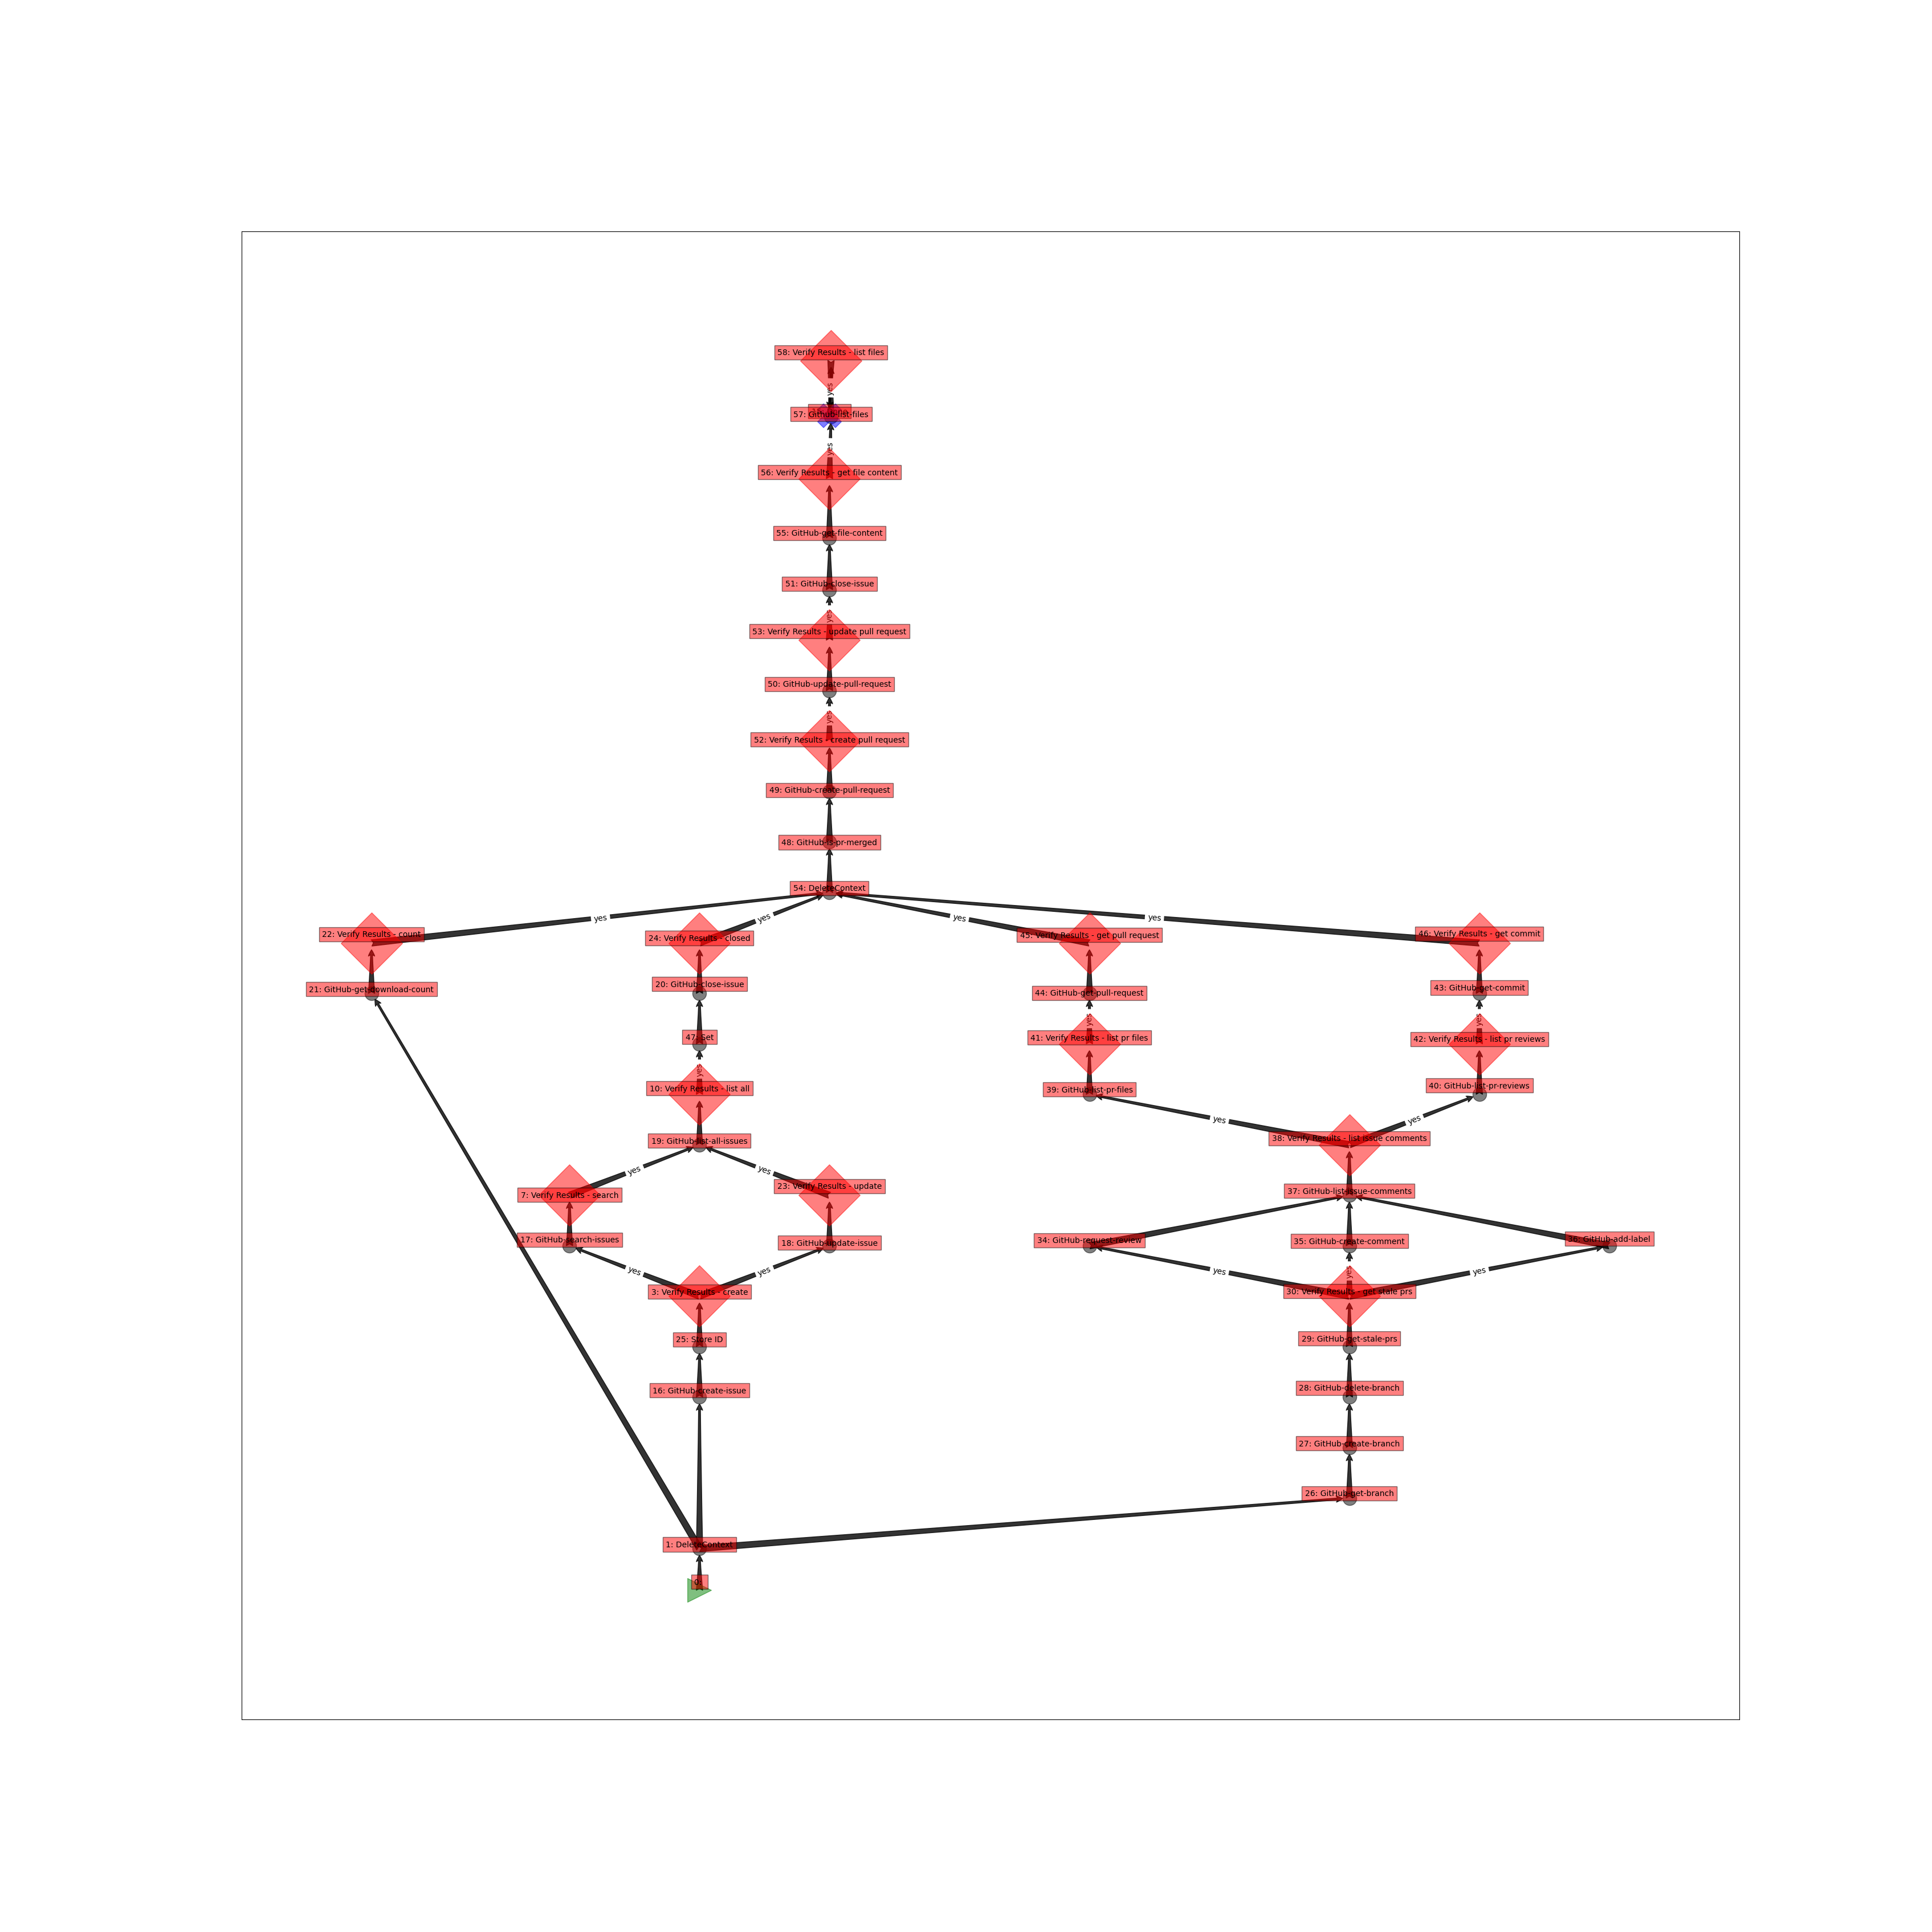 58: Verify Results - list files
yes
57: Github-list-files
yes
56: Verify Results - get file content
55: GitHub-get-file-content
51: GitHub-close-issue
yes
53: Verify Results - update pull request
50: GitHub-update-pull-request
yes
52: Verify Results - create pull request
49: GitHub-create-pull-request
48: GitHub-is-pr-merged
54: DeleteContext
yes
yes
yes
yes
22: Verify Results - count
24: Verify Results - closed
45: Verify Results - get pull request
46: Verify Results - get commit
21: GitHub-get-download-count
20: GitHub-close-issue
44: GitHub-get-pull-request
43: GitHub-get-commit
yes
yes
47: Set
41: Verify Results - list pr files
42: Verify Results - list pr reviews
yes
10: Verify Results - list all
39: GitHub-list-pr-files
40: GitHub-list-pr-reviews
yes
yes
19: GitHub-list-all-issues
38: Verify Results - list issue comments
yes
yes
7: Verify Results - search
23: Verify Results - update
37: GitHub-list-issue-comments
17: GitHub-search-issues
18: GitHub-update-issue
34: GitHub-request-review
35: GitHub-create-comment
36: GitHub-add-label
yes
yes
yes
yes
yes
3: Verify Results - create
30: Verify Results - get stale prs
25: Store ID
29: GitHub-get-stale-prs
16: GitHub-create-issue
28: GitHub-delete-branch
27: GitHub-create-branch
26: GitHub-get-branch
1: DeleteContext
0: